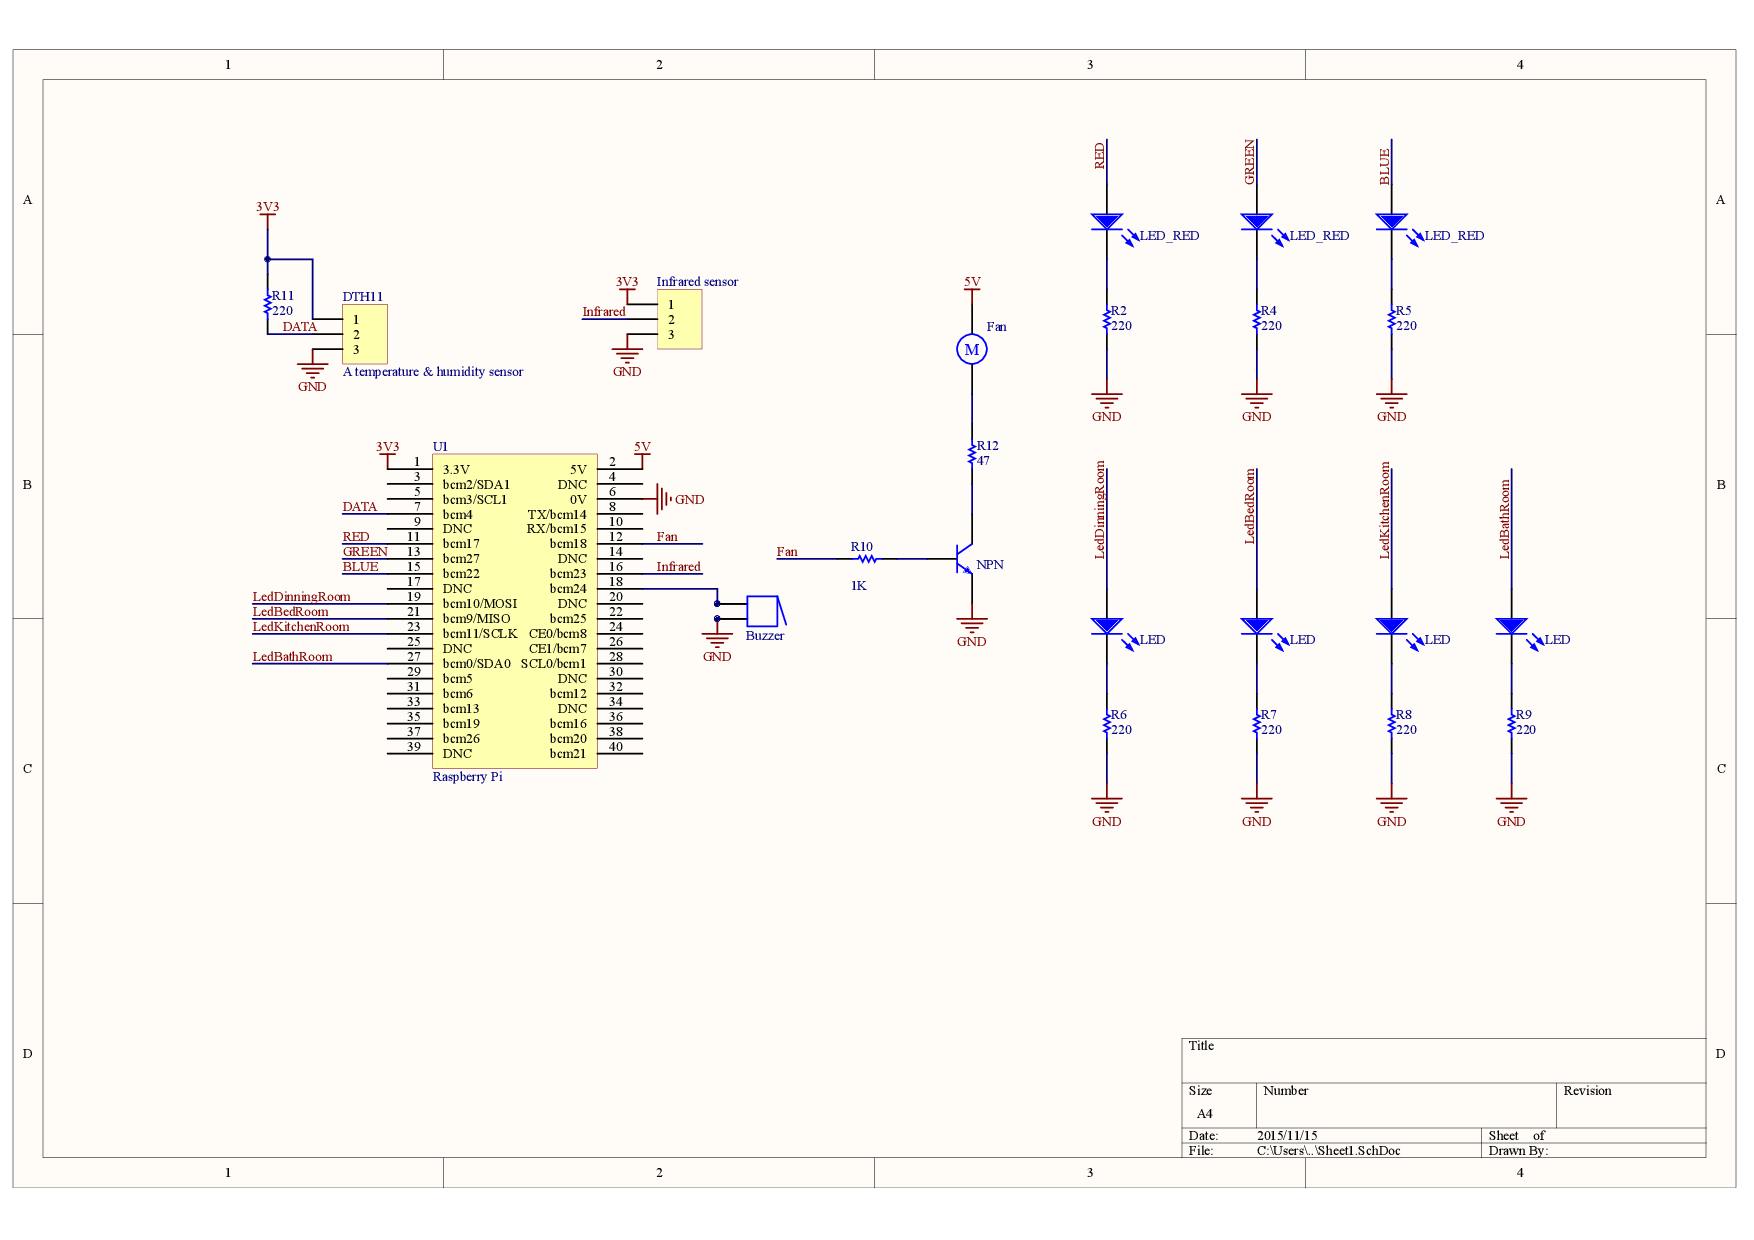 1 2 3 4
A A
B B
C C
D D
1 2 3 4
3V3
R11
220
DATA
DTH11
1
2
3
GND
A temperature & humidity sensor
3V3
Infrared sensor
Infrared
1
2
3
GND
5V
Fan
M
R12
47
Fan
R10
1K
NPN
GND
RED
LED_RED
R2
220
GND
GREEN
LED_RED
R4
220
GND
BLUE
LED_RED
R5
220
GND
3V3
U1
5V
1 3.3V 5V 2
3 bcm2/SDA1 DNC 4
5 bcm3/SCL1 0V 6 GND
DATA 7 bcm4 TX/bcm14 8
9 DNC RX/bcm15 10
RED 11 bcm17 bcm18 12 Fan
GREEN 13 bcm27 DNC 14
BLUE 15 bcm22 bcm23 16 Infrared
17 DNC bcm24 18
LedDinningRoom 19 bcm10/MOSI DNC 20
LedBedRoom 21 bcm9/MISO bcm25 22
LedKitchenRoom 23 bcm11/SCLK CE0/bcm8 24
25 DNC CE1/bcm7 26
LedBathRoom 27 bcm0/SDA0 SCL0/bcm1 28
29 bcm5 DNC 30
31 bcm6 bcm12 32
33 bcm13 DNC 34
35 bcm19 bcm16 36
37 bcm26 bcm20 38
39 DNC bcm21 40
Raspberry Pi
Buzzer
GND
LedDinningRoom
LED
R6
220
GND
LedBedRoom
LED
R7
220
GND
LedKitchenRoom
LED
R8
220
GND
LedBathRoom
LED
R9
220
GND
Title
Size Number Revision
A4
Date: 2015/11/15 Sheet of
File: C:\Users\..\Sheet1.SchDoc Drawn By: